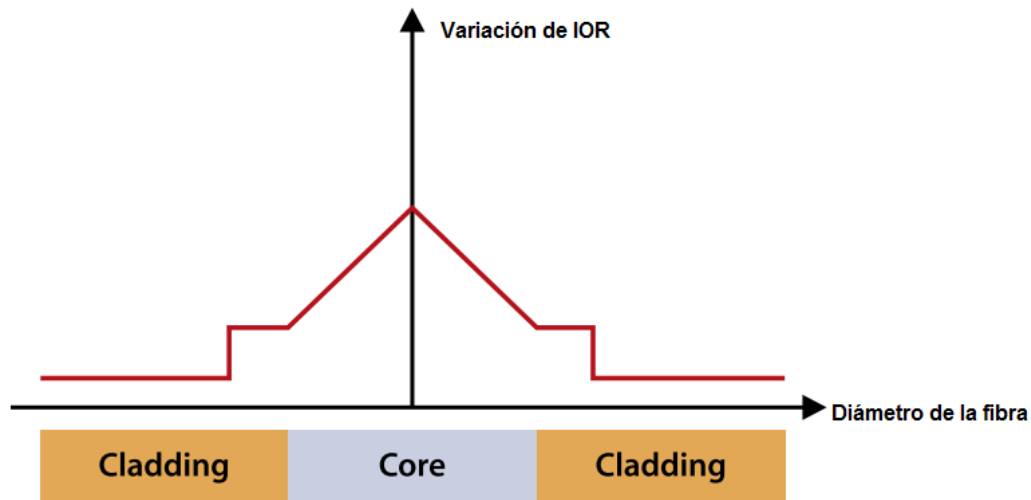 Variación de IOR
Diámetro de la fibra
Cladding Core Cladding